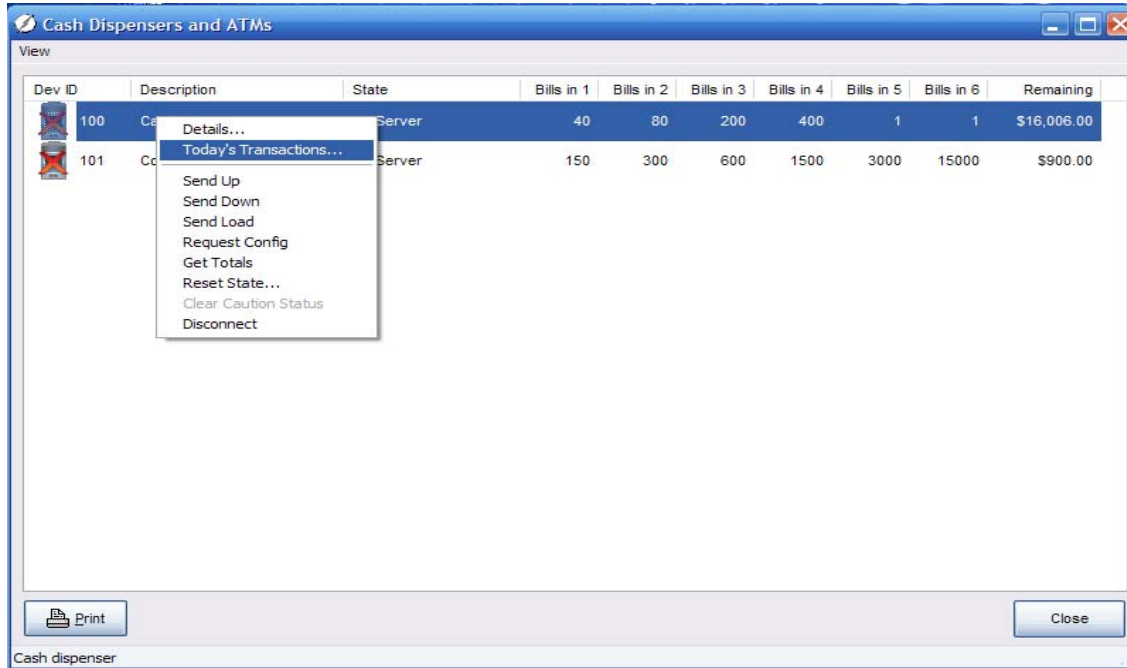 Cash Dispensers and ATMs
View
Dev ID Description State Bills in 1 Bills in 2 Bills in 3 Bills in 4 Bills in 5 Bills in 6 Remaining
100 Server 40 80 200 400 1 1 $16,006.00
101 Server 150 300 600 1500 3000 15000 $900.00
Details...
Today's Transactions...
Send Up
Send Down
Send Load
Request Config
Get Totals
Reset State...
Clear Caution Status
Disconnect
Print
Close
Cash dispenser